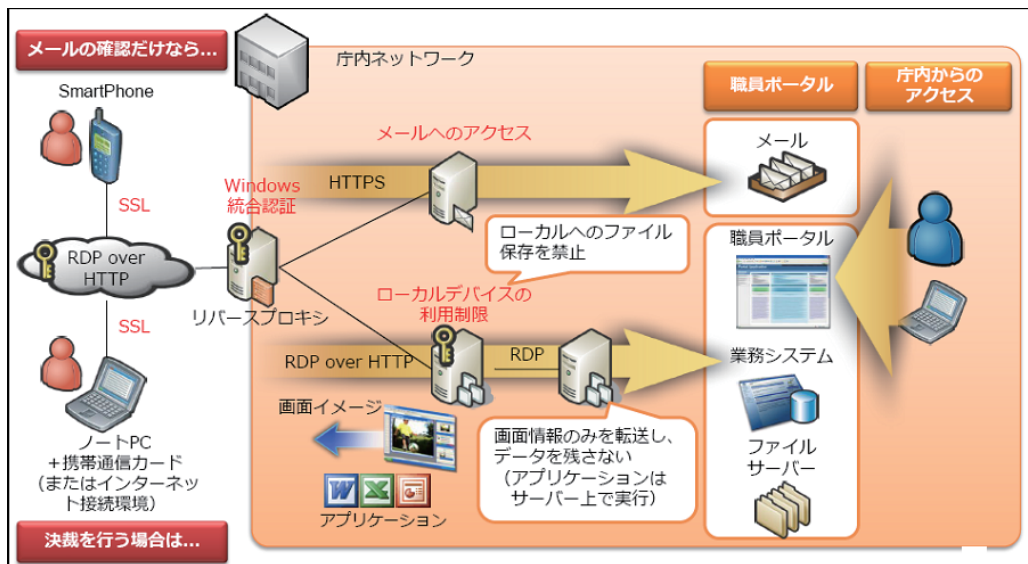 メールの確認だけなら...
SmartPhone
SSL
RDP over
HTTP
SSL
ノートPC
+携帯通信カード
(またはインターネッ
ト接続環境)
決裁を行う場合は...
庁内ネットワーク
メールへのアクセス
HTTPS
Windows
統合認証
リバースプロキシ
ローカルへのファイル
保存を禁止
ローカルデバイスの
利用制限
RDP over HTTP
RDP
画面イメージ
アプリケーション
画面情報のみを転送し、
データを残さない
(アプリケーションは
サーバー上で実行)
職員ポータル
メール
職員ポータル
業務システム
ファイル
サーバー
庁内からの
アクセス